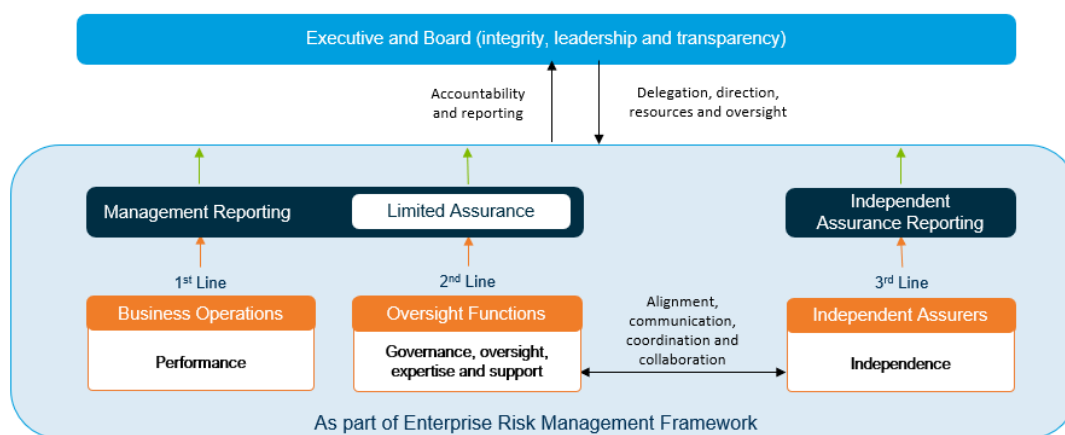 Executive and Board (integrity, leadership and transparency)
Accountability
and reporting
Delegation, direction,
resources and oversight
Management Reporting
Limited Assurance
Independent
Assurance Reporting
1st Line
2nd Line
3rd Line
Business Operations
Performance
Oversight Functions
Governance, oversight,
expertise and support
Alignment,
communication,
coordination and
collaboration
Independent Assurers
Independence
As part of Enterprise Risk Management Framework